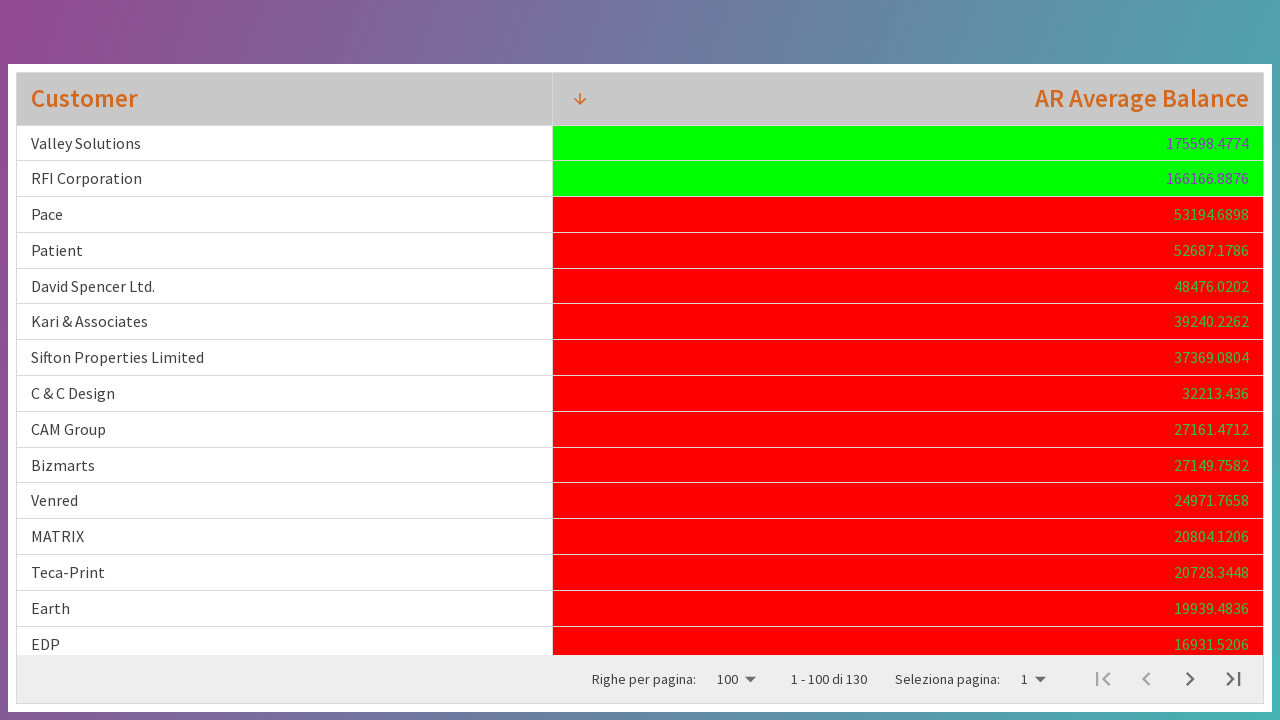 Customer AR Average Balance
Valley Solutions 175598.4774
RFI Corporation 166166.8876
Pace 53194.6898
Patient 52687.1786
David Spencer Ltd. 48476.0202
Kari & Associates 39240.2262
Sifton Properties Limited 37369.0804
C & C Design 32213.436
CAM Group 27161.4712
Bizmarts 27149.7582
Venred 24971.7658
MATRIX 20804.1206
Teca-Print 20728.3448
Earth 19939.4836
EDP 16931.5206
Righe per pagina: 100 1 - 100 di 130 Seleziona pagina: 1